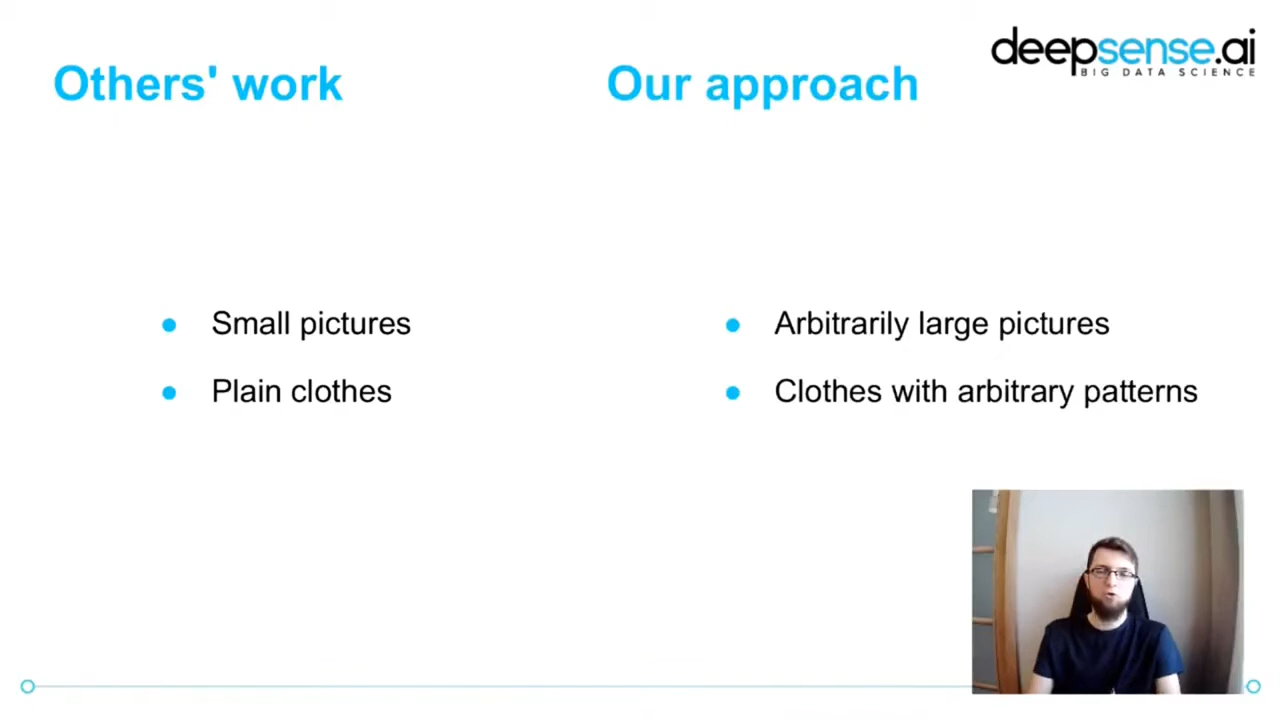 deepsense.ai
BIG DATA SCIENCE
Others' work
Our approach
● Small pictures
● Plain clothes
● Arbitrarily large pictures
● Clothes with arbitrary patterns